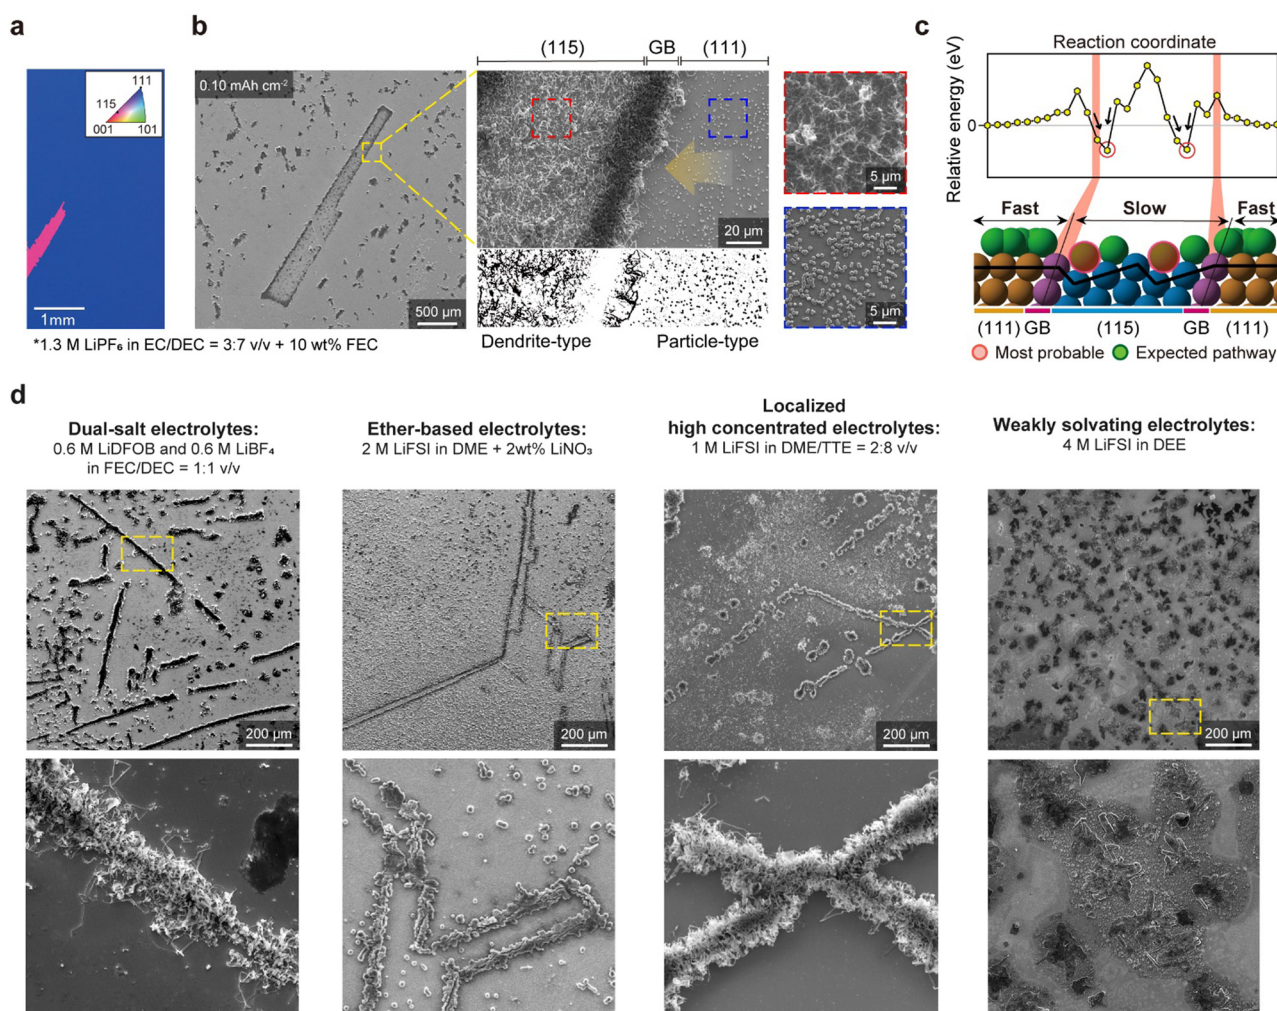 a
111
115
001
101
1mm
*1.3 M LiPF₆ in EC/DEC = 3:7 v/v + 10 wt% FEC
b
0.10 mAh cm⁻²
500 µm
(115)
GB
(111)
20 µm
Dendrite-type
Particle-type
5 µm
5 µm
c
Reaction coordinate
Relative energy (eV)
0
Fast
Slow
Fast
(111)
GB
(115)
GB
(111)
Most probable
Expected pathway
d
Dual-salt electrolytes:
0.6 M LiDFOB and 0.6 M LiBF₄
in FEC/DEC = 1:1 v/v
200 µm
Ether-based electrolytes:
2 M LiFSI in DME + 2wt% LiNO₃
200 µm
Localized
high concentrated electrolytes:
1 M LiFSI in DME/TTE = 2:8 v/v
200 µm
Weakly solvating electrolytes:
4 M LiFSI in DEE
200 µm